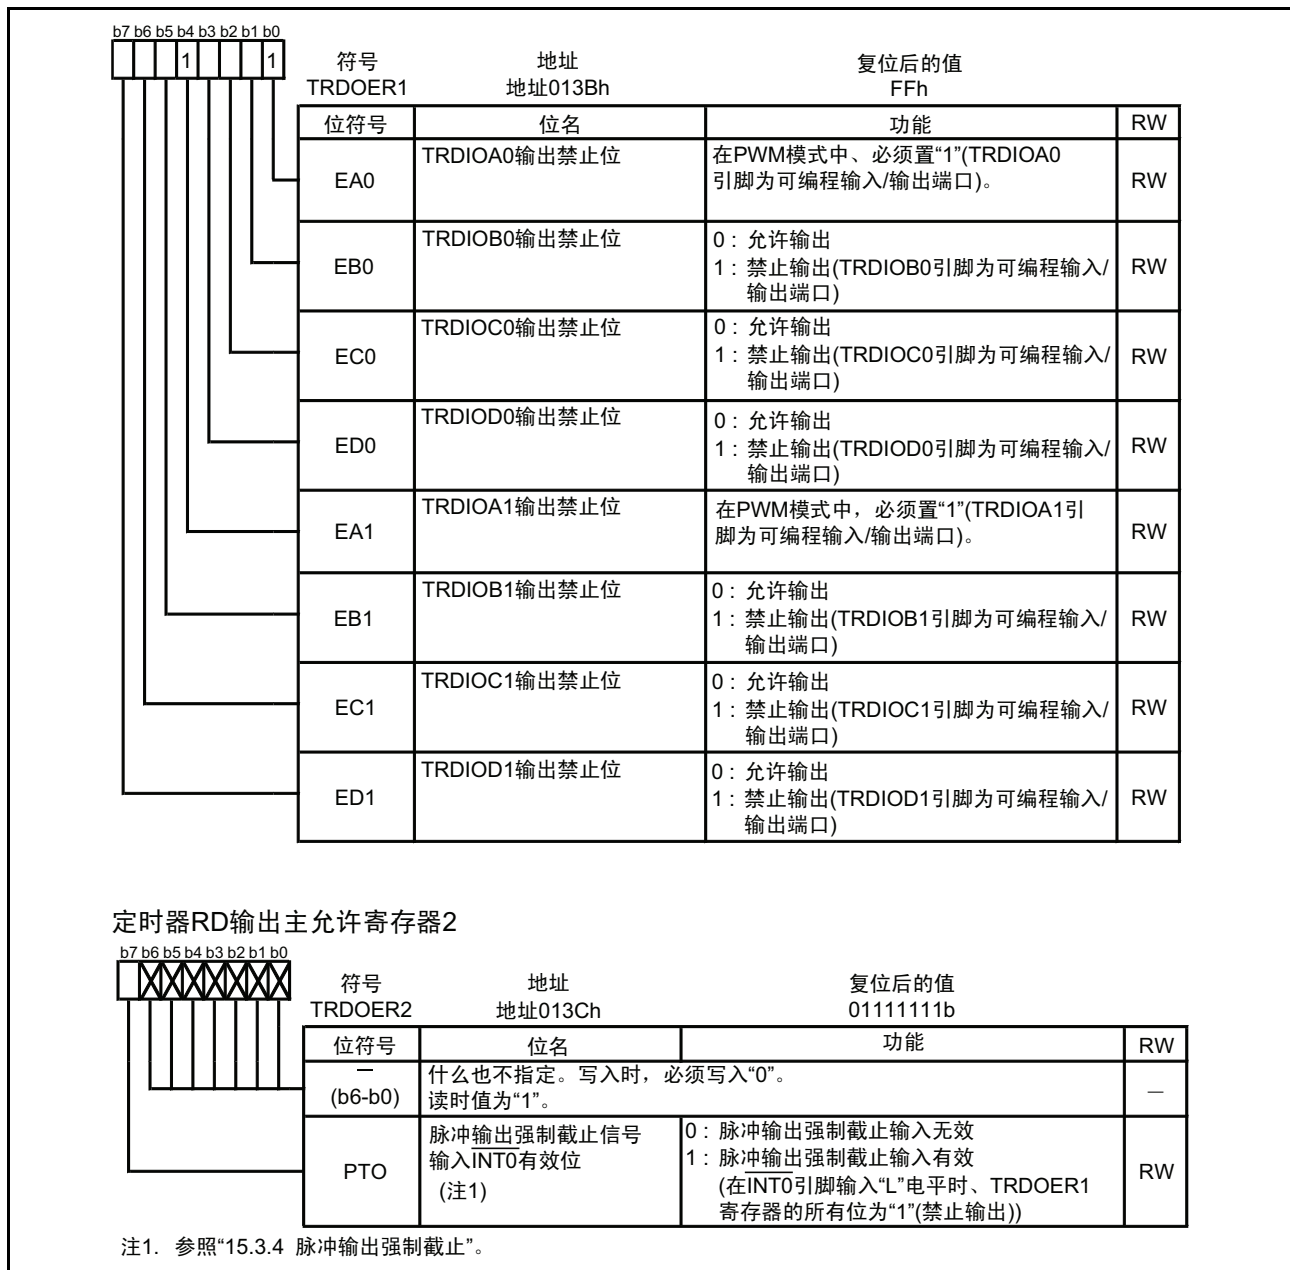 b7 b6 b5 b4 b3 b2 b1 b0
1 1
符号 地址 复位后的值
TRDOER1 地址013Bh FFh
位符号 位名 功能 RW
EA0 TRDIOA0输出禁止位 在PWM模式中、必须置“1”(TRDIOA0
引脚为可编程输入/输出端口)。 RW
EB0 TRDIOB0输出禁止位 0：允许输出
1：禁止输出(TRDIOB0引脚为可编程输入/
输出端口) RW
EC0 TRDIOC0输出禁止位 0：允许输出
1：禁止输出(TRDIOC0引脚为可编程输入/
输出端口) RW
ED0 TRDIOD0输出禁止位 0：允许输出
1：禁止输出(TRDIOD0引脚为可编程输入/
输出端口) RW
EA1 TRDIOA1输出禁止位 在PWM模式中，必须置“1”(TRDIOA1引
脚为可编程输入/输出端口)。 RW
EB1 TRDIOB1输出禁止位 0：允许输出
1：禁止输出(TRDIOB1引脚为可编程输入/
输出端口) RW
EC1 TRDIOC1输出禁止位 0：允许输出
1：禁止输出(TRDIOC1引脚为可编程输入/
输出端口) RW
ED1 TRDIOD1输出禁止位 0：允许输出
1：禁止输出(TRDIOD1引脚为可编程输入/
输出端口) RW
定时器RD输出主允许寄存器2
b7 b6 b5 b4 b3 b2 b1 b0
符号 地址 复位后的值
TRDOER2 地址013Ch 01111111b
位符号 位名 功能 RW
— 什么也不指定。写入时，必须写入“0”。
(b6-b0) 读时值为“1”。 —
脉冲输出强制截止信号 0：脉冲输出强制截止输入无效
PTO 输入INT0有效位 1：脉冲输出强制截止输入有效 RW
(注1) (在INT0引脚输入“L”电平时、TRDOER1
寄存器的所有位为“1”(禁止输出))
注1. 参照“15.3.4 脉冲输出强制截止”。